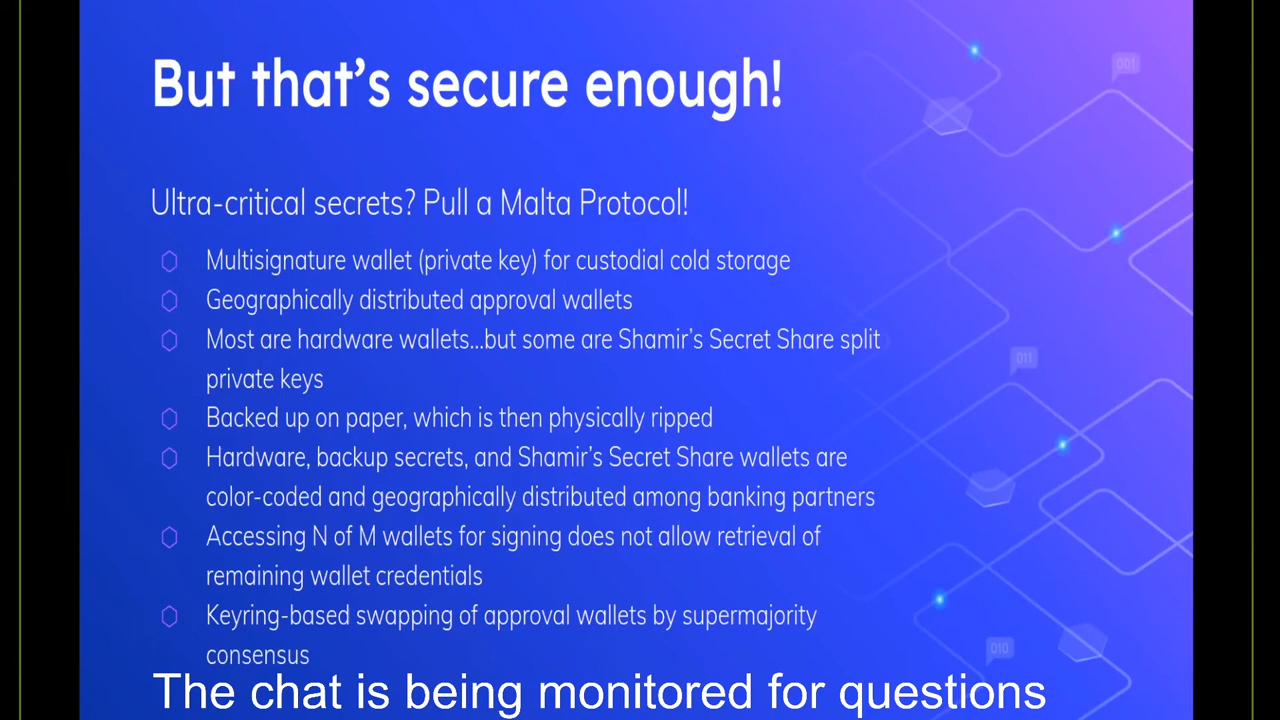 But that's secure enough!
001
Ultra-critical secrets? Pull a Malta Protocol!
Multisignature wallet (private key) for custodial cold storage
Geographically distributed approval wallets
Most are hardware wallets...but some are Shamir's Secret Share split
private keys
011
Backed up on paper, which is then physically ripped
Hardware, backup secrets, and Shamir's Secret Share wallets are
color-coded and geographically distributed among banking partners
Accessing N of M wallets for signing does not allow retrieval of
remaining wallet credentials
Keyring-based swapping of approval wallets by supermajority
consensus
010
The chat is being monitored for questions